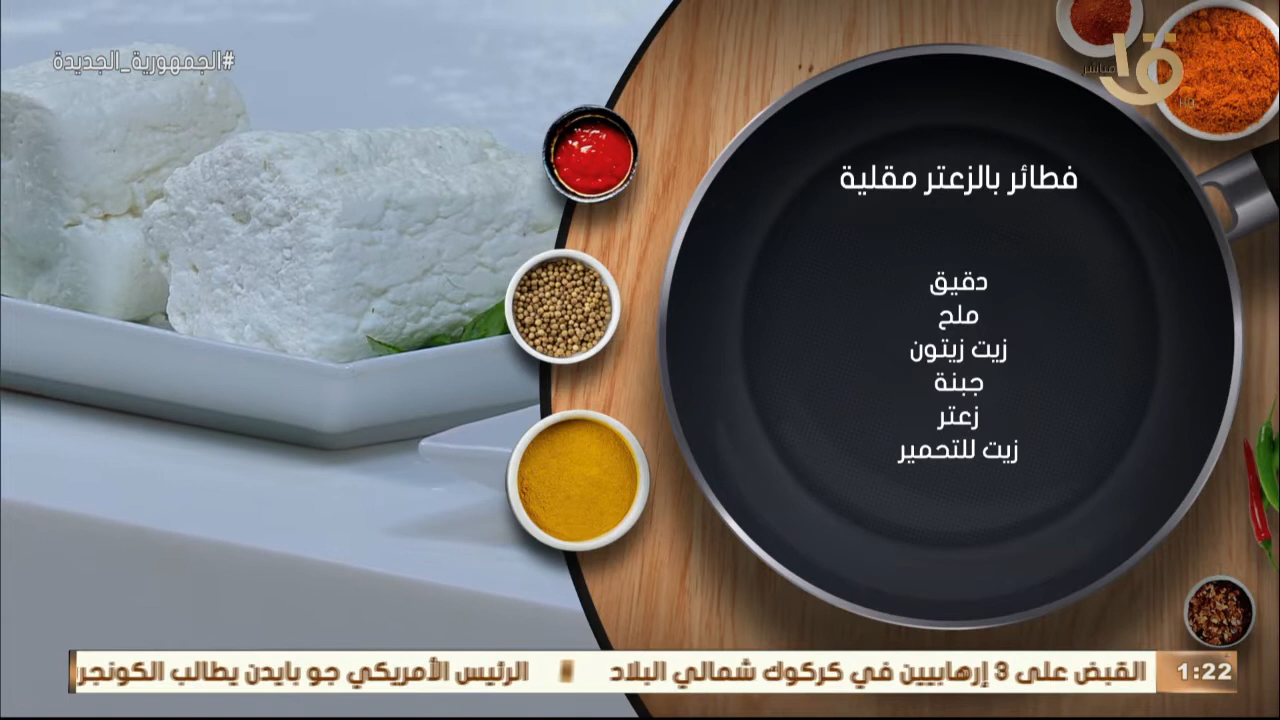 #الجمهورية_الجديدة
مباشر
HD
فطائر بالزعتر مقلية
دقيق
ملح
زيت زيتون
جبنة
زعتر
زيت للتحمير
1:22
القبض على 3 إرهابيين في كركوك شمالي البلاد الرئيس الأمريكي جو بايدن يطالب الكونجر